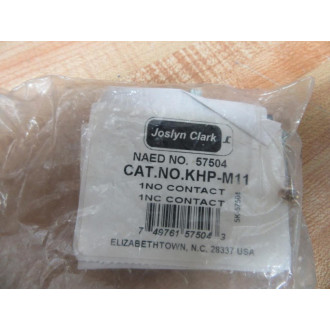 Joslyn Clark
NAED NO. 57504
CAT.NO.KHP-M11
1NO CONTACT
1NC CONTACT
7 49761 57504 3
ELIZABETHTOWN, N.C. 28337 USA